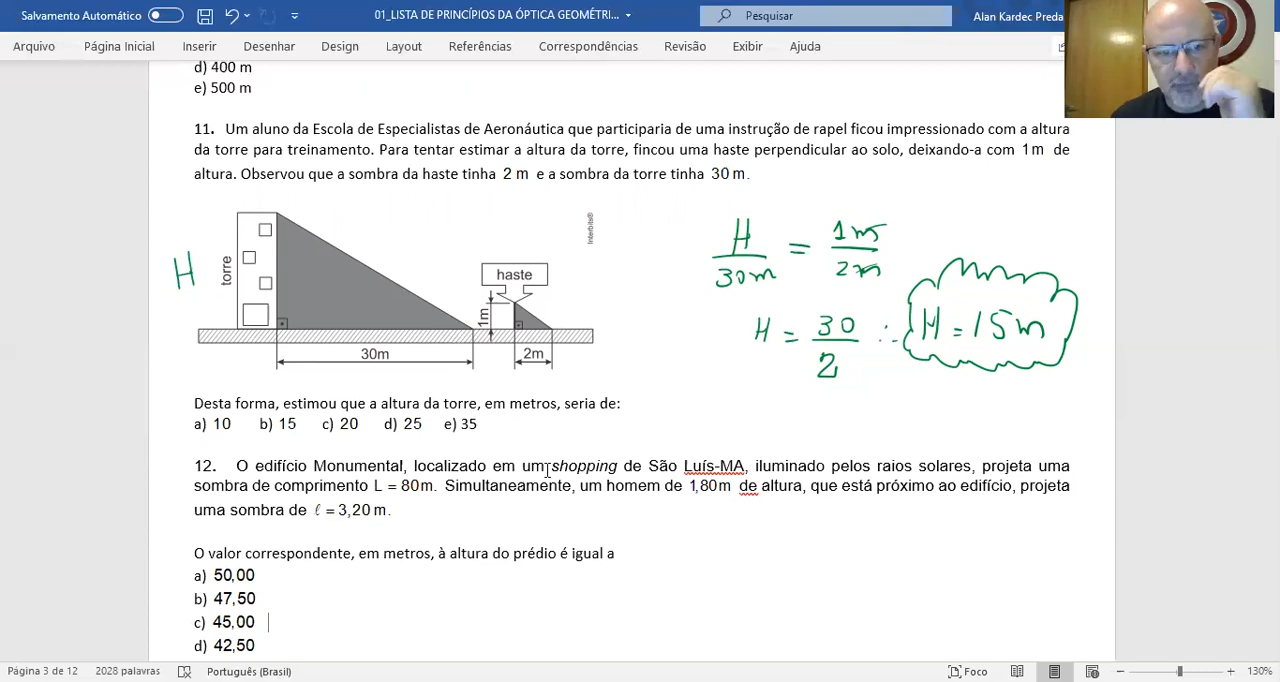 Salvamento Automático
01_LISTA DE PRINCÍPIOS DA ÓPTICA GEOMÉTRI...
Pesquisar
Alan Kardec Preda
Arquivo Página Inicial Inserir Desenhar Design Layout Referências Correspondências Revisão Exibir Ajuda
d) 400 m
e) 500 m
11. Um aluno da Escola de Especialistas de Aeronáutica que participaria de uma instrução de rapel ficou impressionado com a altura
da torre para treinamento. Para tentar estimar a altura da torre, fincou uma haste perpendicular ao solo, deixando-a com 1 m de
altura. Observou que a sombra da haste tinha 2 m e a sombra da torre tinha 30 m.
H
torre
haste
1m
30m
2m
Interbits®
H/30m = 1m/2m
H = 30/2 ∴ H = 15m
Desta forma, estimou que a altura da torre, em metros, seria de:
a) 10 b) 15 c) 20 d) 25 e) 35
12. O edifício Monumental, localizado em um shopping de São Luís-MA, iluminado pelos raios solares, projeta uma
sombra de comprimento L = 80 m. Simultaneamente, um homem de 1,80 m de altura, que está próximo ao edifício, projeta
uma sombra de ℓ = 3,20 m.
O valor correspondente, em metros, à altura do prédio é igual a
a) 50,00
b) 47,50
c) 45,00
d) 42,50
Página 3 de 12 2028 palavras Português (Brasil) Foco 130%